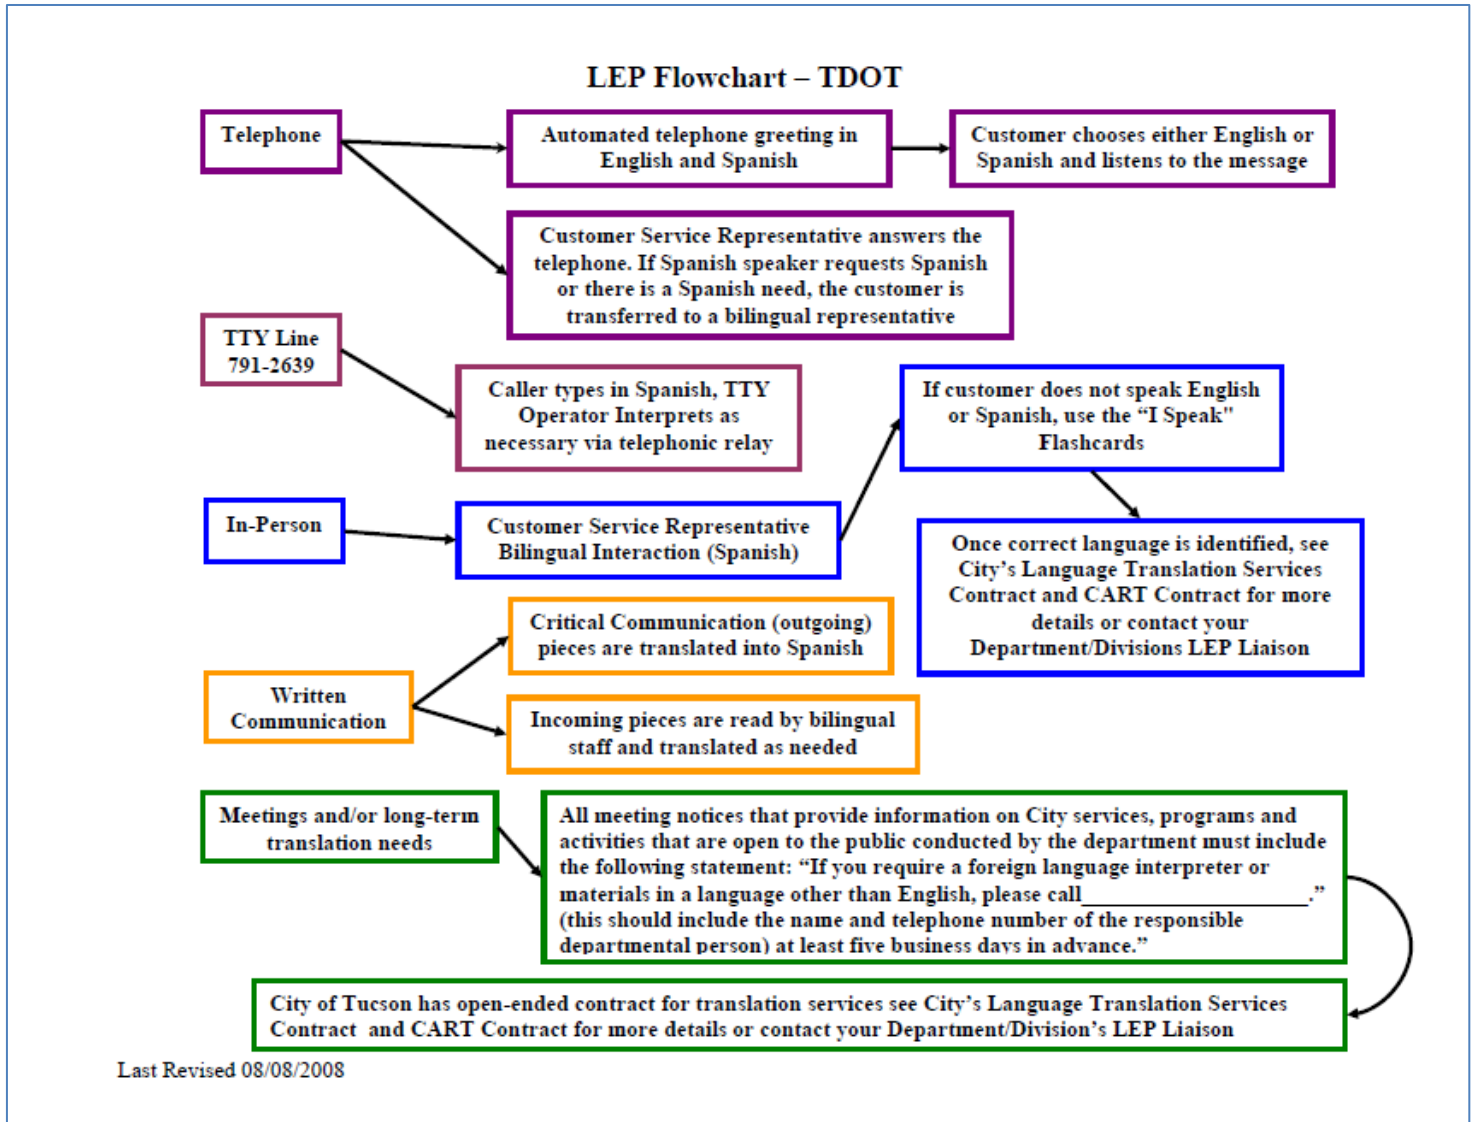 LEP Flowchart – TDOT
Telephone
Automated telephone greeting in
English and Spanish
Customer chooses either English or
Spanish and listens to the message
Customer Service Representative answers the
telephone. If Spanish speaker requests Spanish
or there is a Spanish need, the customer is
transferred to a bilingual representative
TTY Line
791-2639
Caller types in Spanish, TTY
Operator Interprets as
necessary via telephonic relay
If customer does not speak English
or Spanish, use the “I Speak"
Flashcards
In-Person
Customer Service Representative
Bilingual Interaction (Spanish)
Once correct language is identified, see
City’s Language Translation Services
Contract and CART Contract for more
details or contact your
Department/Divisions LEP Liaison
Written
Communication
Critical Communication (outgoing)
pieces are translated into Spanish
Incoming pieces are read by bilingual
staff and translated as needed
Meetings and/or long-term
translation needs
All meeting notices that provide information on City services, programs and
activities that are open to the public conducted by the department must include
the following statement: “If you require a foreign language interpreter or
materials in a language other than English, please call____________________.”
(this should include the name and telephone number of the responsible
departmental person) at least five business days in advance.”
City of Tucson has open-ended contract for translation services see City’s Language Translation Services
Contract  and CART Contract for more details or contact your Department/Division’s LEP Liaison
Last Revised 08/08/2008